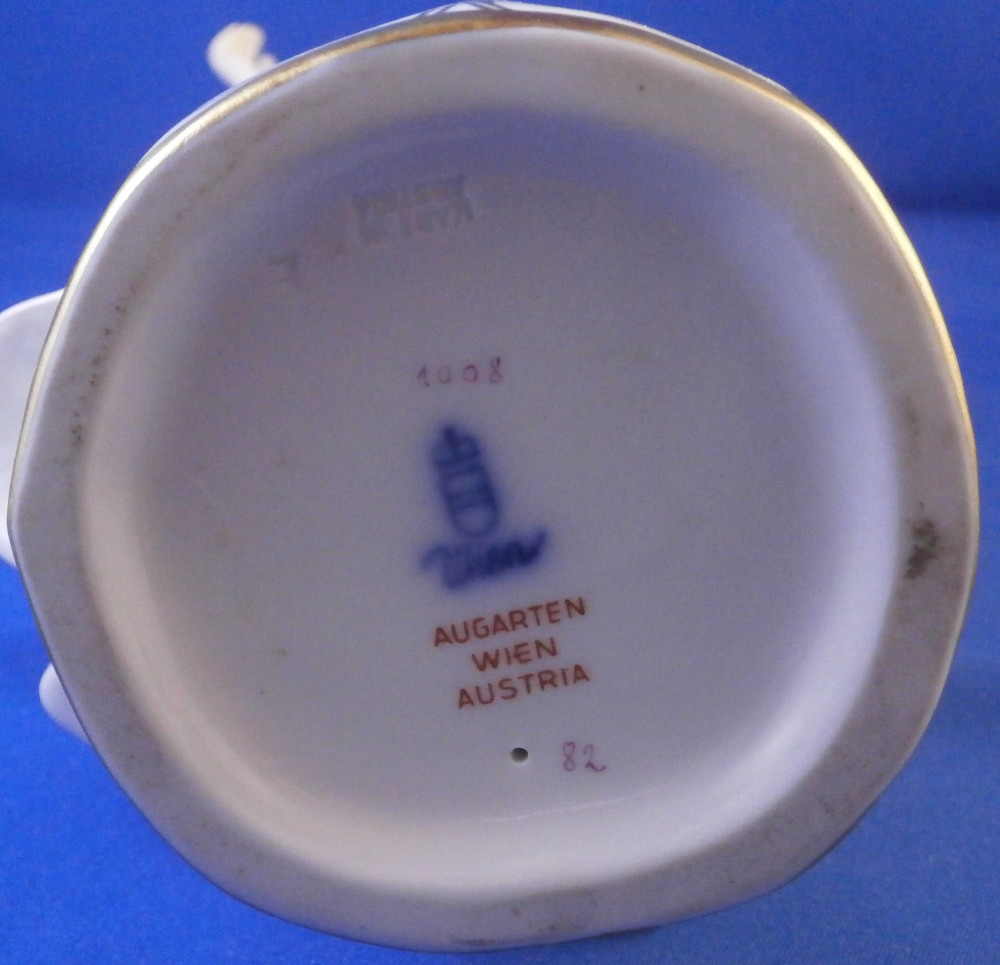 1008
Wien
AUGARTEN
WIEN
AUSTRIA
82